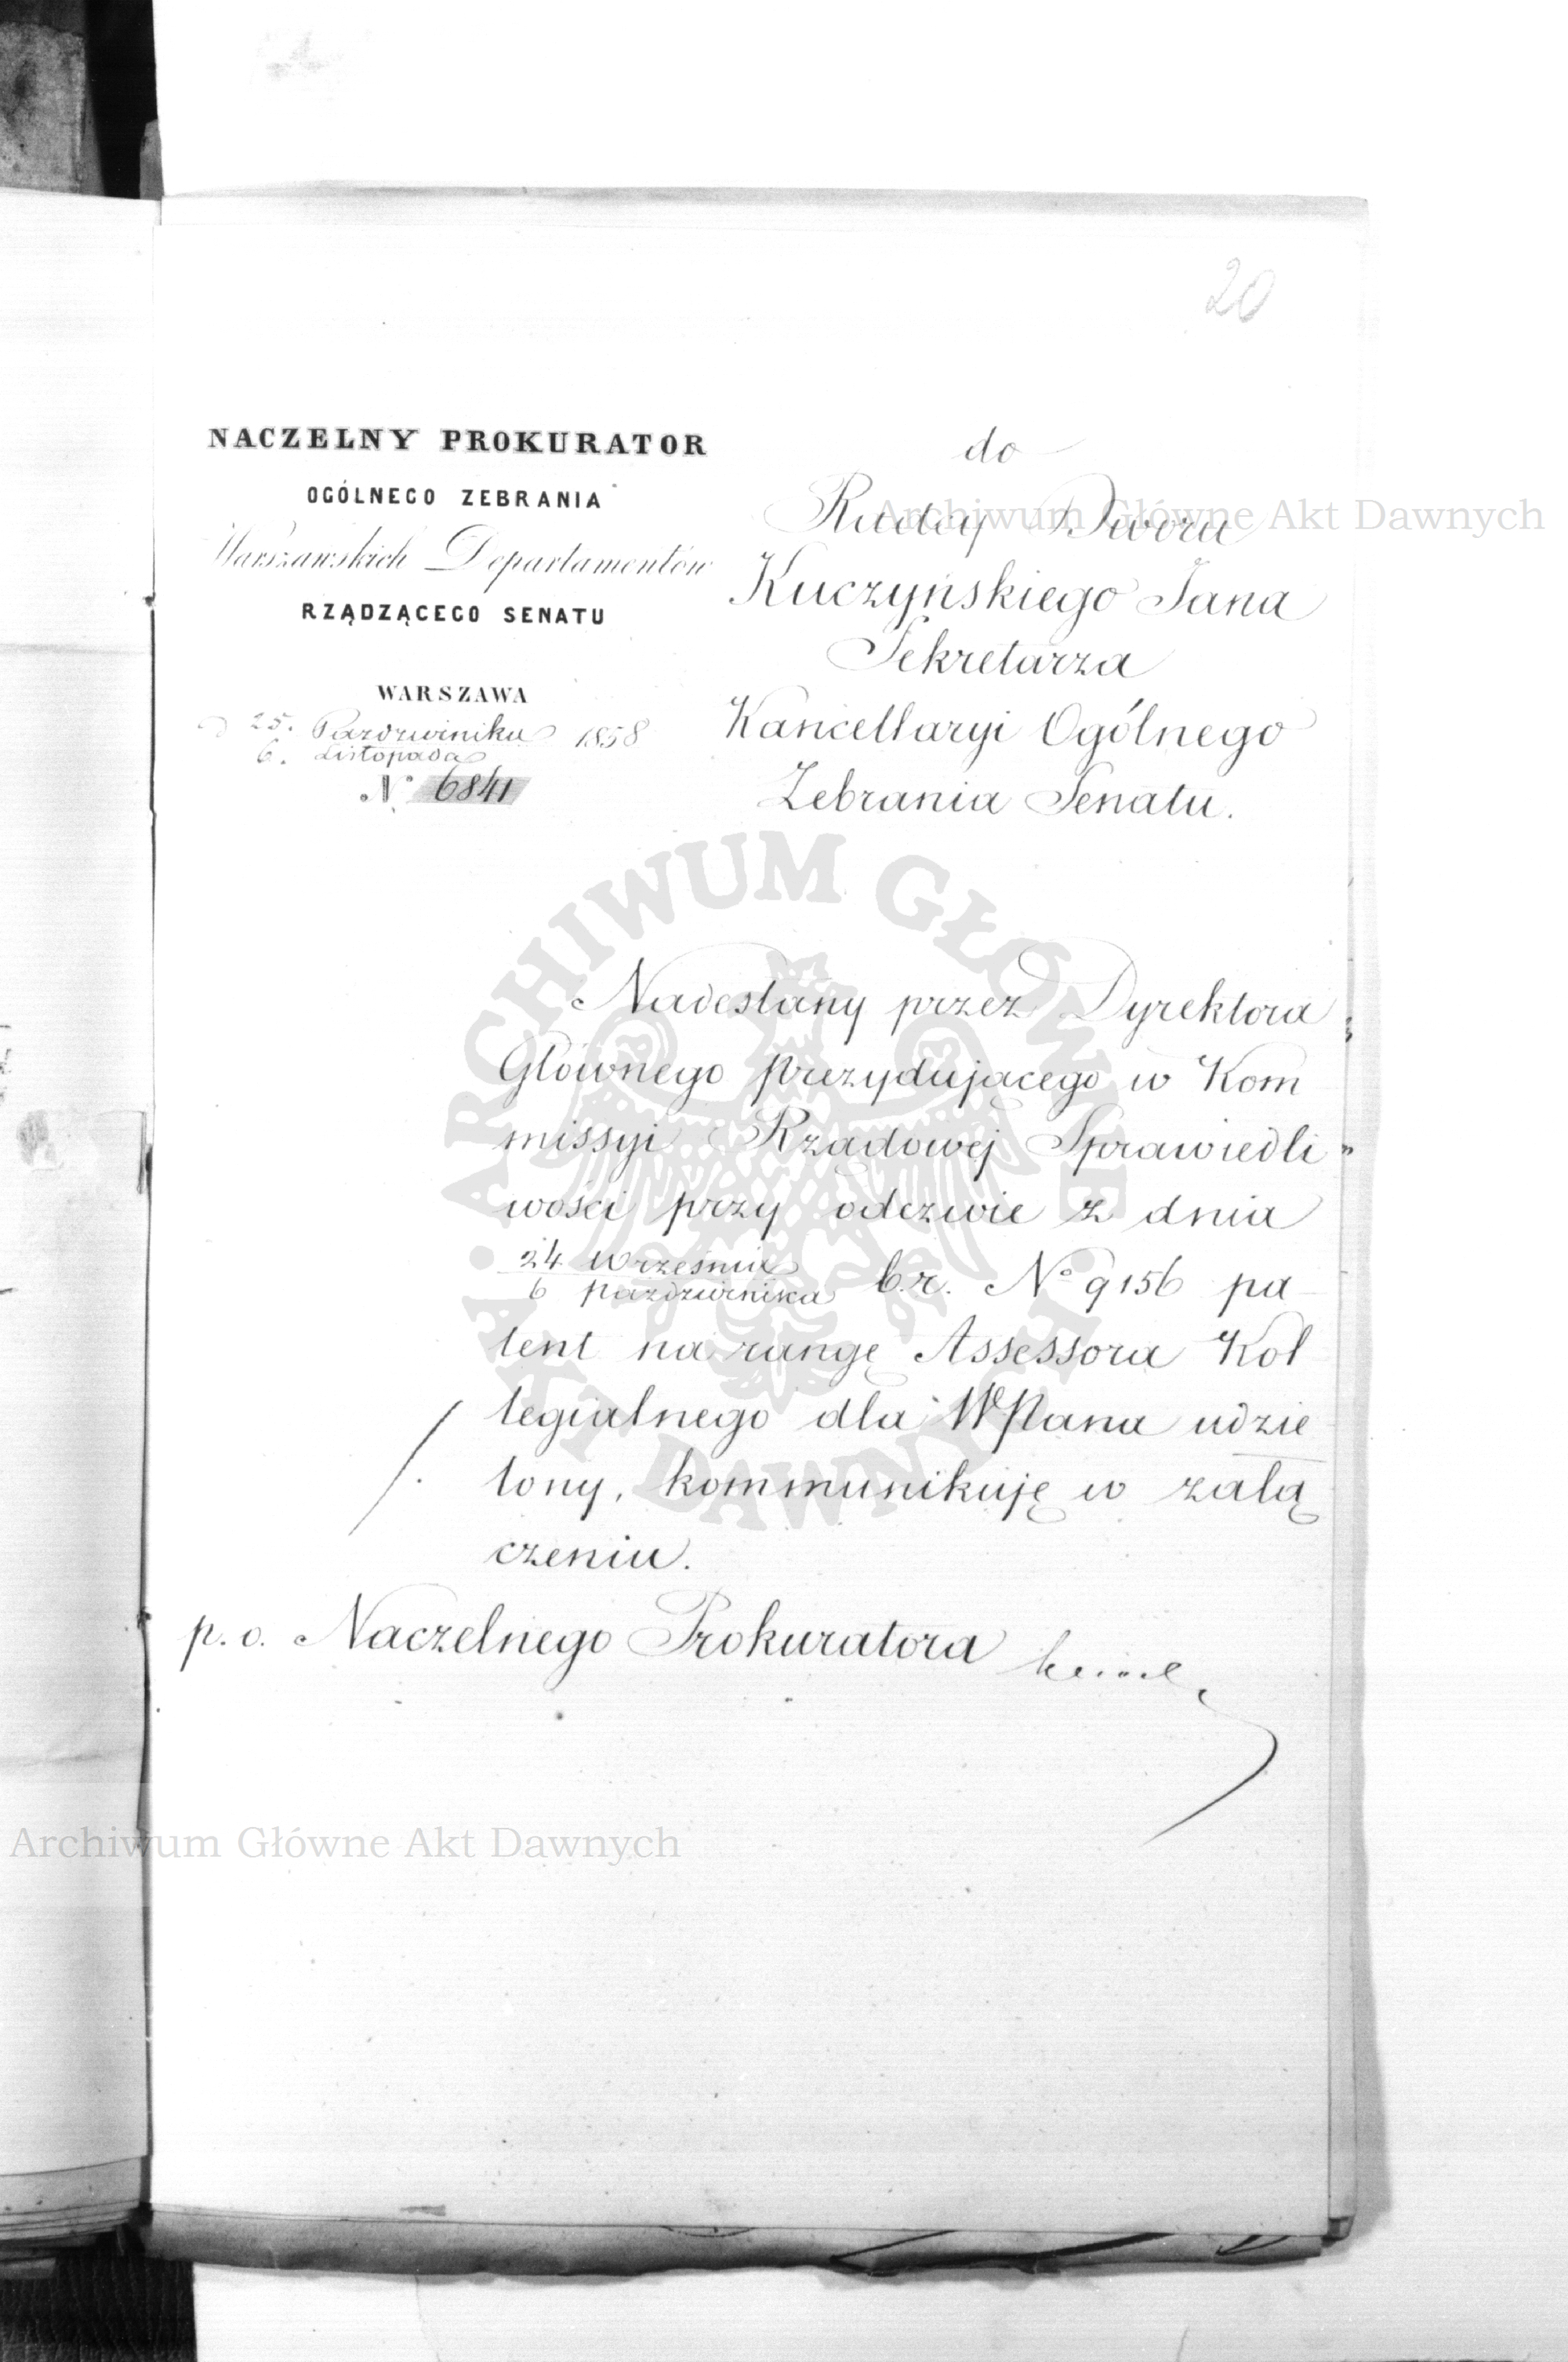 20
NACZELNY PROKURATOR
OGÓLNEGO ZEBRANIA
Warszawskich Departamentów
RZĄDZĄCEGO SENATU
WARSZAWA
d 25. Października 1858
6. Listopada
N° 6841
do
Radcy Dworu
Kuczyńskiego Jana
Sekretarza
Kancellaryi Ogólnego
Zebrania Senatu.
Nadesłany przez Dyrektora
Głównego prezydującego w Kom
missyi Rządowej Sprawiedli
wości przy odezwie z dnia
24 Września
6 października b.r. N° 9156 pa
tent na rangę Assessora Kol
legialnego dla WPana udzie
lony, kommunikuję w załą
czeniu.
p. o. Naczelnego Prokuratora
Archiwum Główne Akt Dawnych
Archiwum Główne Akt Dawnych
ARCHIWUM GŁÓWNE AKT DAWNYCH